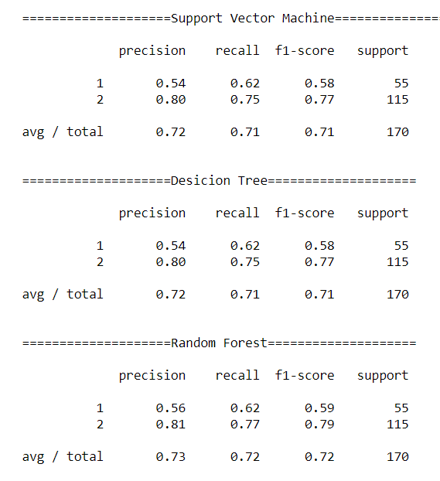 ====================Support Vector Machine==============
precision recall f1-score support
1 0.54 0.62 0.58 55
2 0.80 0.75 0.77 115
avg / total 0.72 0.71 0.71 170
====================Desicion Tree====================
precision recall f1-score support
1 0.54 0.62 0.58 55
2 0.80 0.75 0.77 115
avg / total 0.72 0.71 0.71 170
====================Random Forest====================
precision recall f1-score support
1 0.56 0.62 0.59 55
2 0.81 0.77 0.79 115
avg / total 0.73 0.72 0.72 170